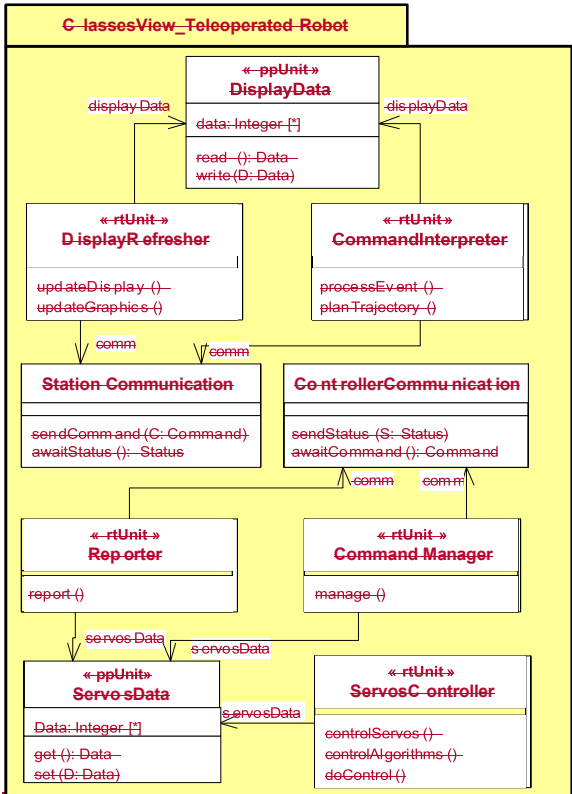 ClassesView_Teleoperated Robot
« ppUnit »
DisplayData
data: Integer [*]
read (): Data
write(D: Data)
displayData
displayData
« rtUnit »
DisplayRefresher
updateDisplay ()
updateGraphics ()
« rtUnit »
CommandInterpreter
processEvent ()
planTrajectory ()
comm
comm
Station Communication
sendCommand (C: Command)
awaitStatus (): Status
ControllerCommunication
sendStatus (S: Status)
awaitCommand (): Command
comm
comm
« rtUnit »
Reporter
report ()
« rtUnit »
Command Manager
manage ()
servosData
servosData
« ppUnit»
ServosData
Data: Integer [*]
get (): Data
set (D: Data)
servosData
« rtUnit »
ServosController
controlServos ()
controlAlgorithms ()
doControl ()